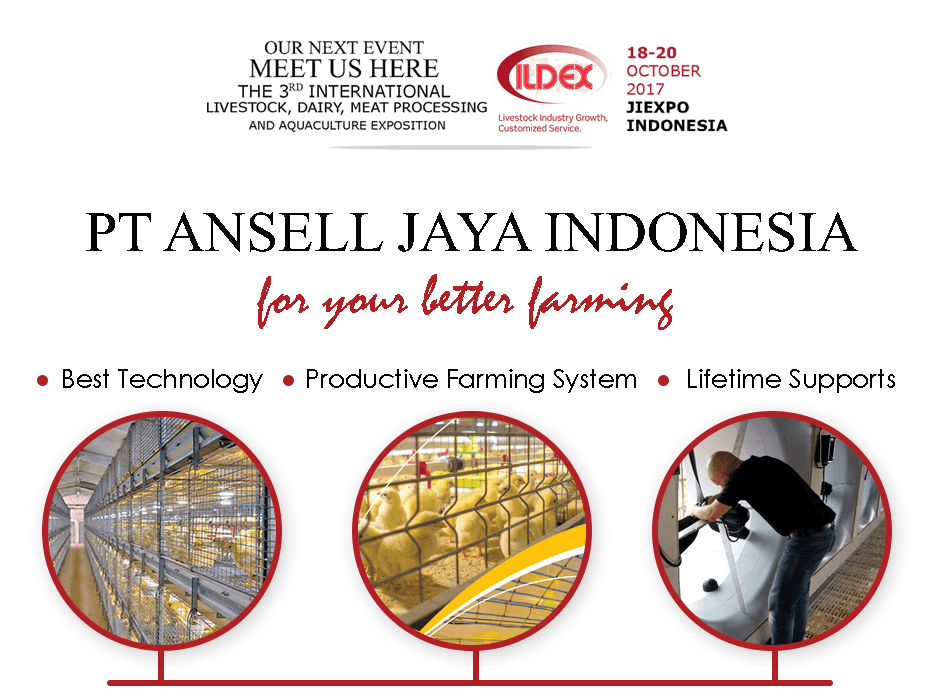 OUR NEXT EVENT
MEET US HERE
THE 3RD INTERNATIONAL
LIVESTOCK, DAIRY, MEAT PROCESSING
AND AQUACULTURE EXPOSITION
ILDEX
Livestock Industry Growth,
Customized Service.
18-20
OCTOBER
2017
JIEXPO
INDONESIA
PT ANSELL JAYA INDONESIA
for your better farming
• Best Technology • Productive Farming System • Lifetime Supports